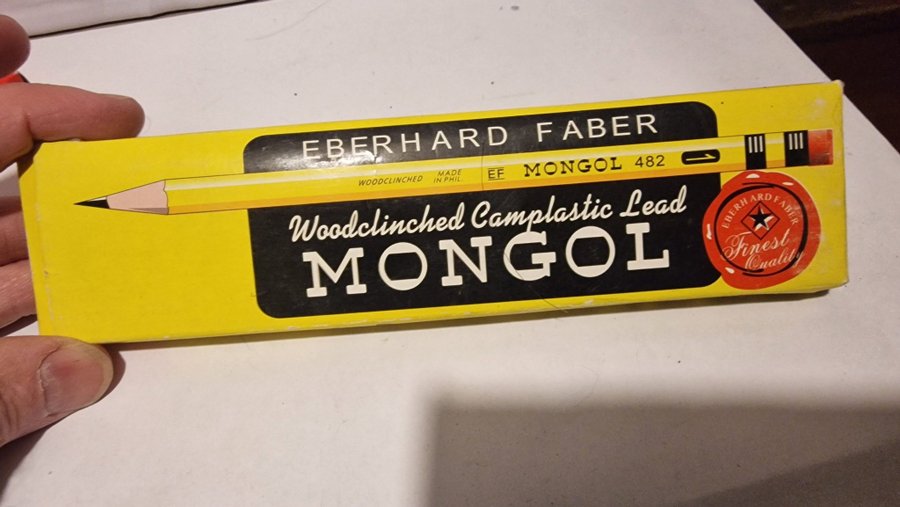 EBERHARD FABER
WOODCLINCHED MADE IN PHIL EF MONGOL 482 1
Woodclinched Camplastic Lead
MONGOL
EBERHARD FABER
Finest
Quality